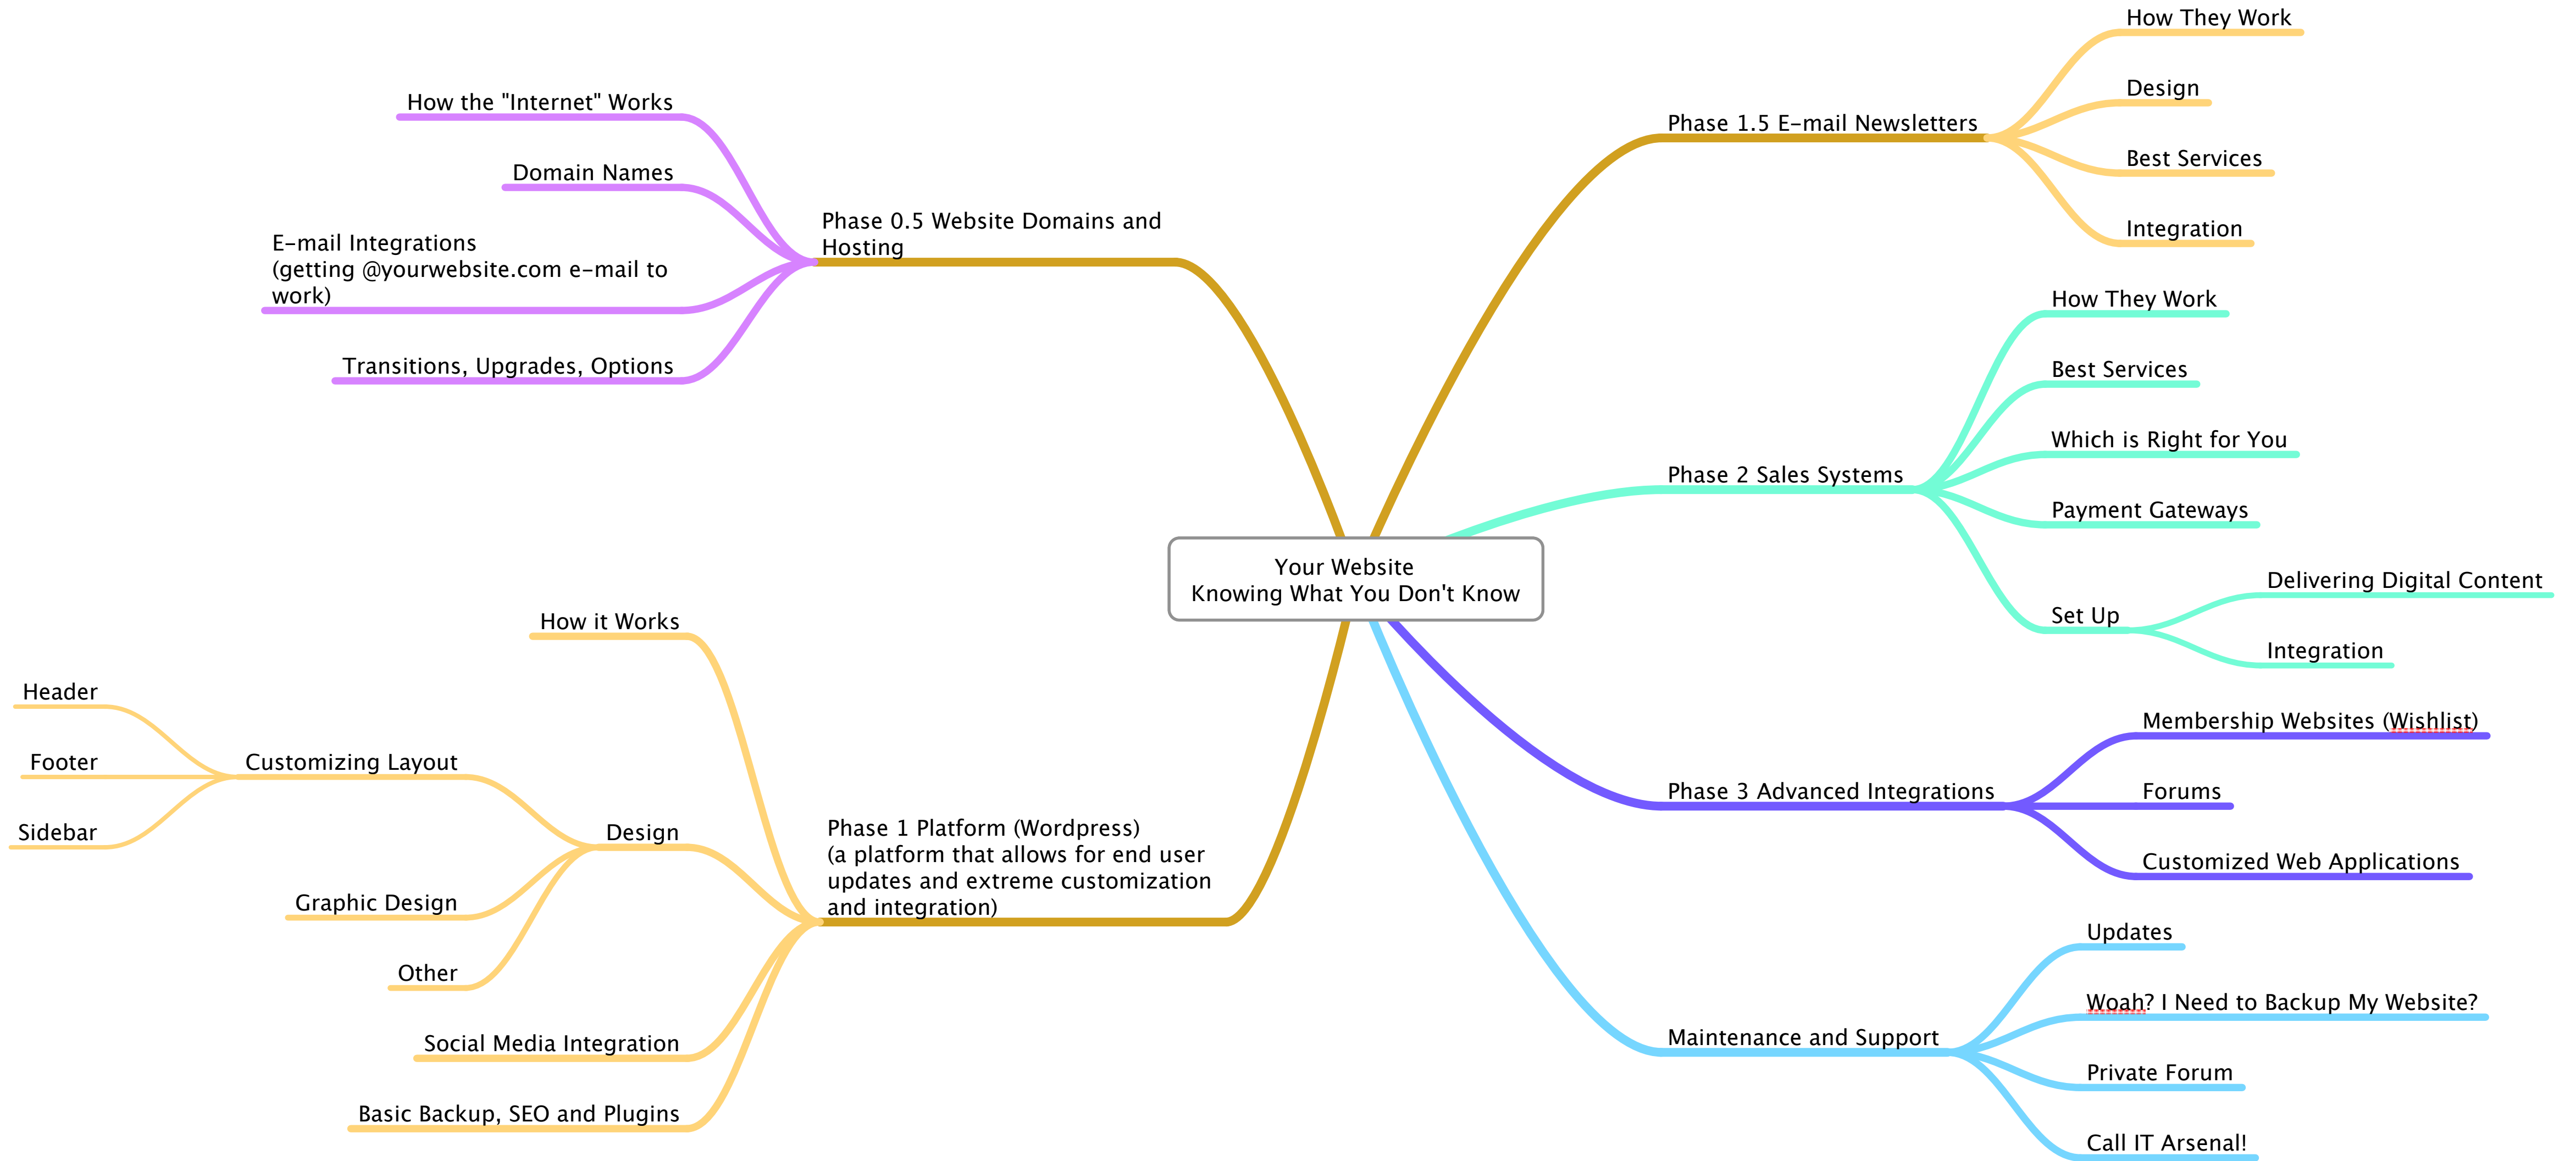 Your Website
Knowing What You Don't Know
Phase 0.5 Website Domains and
Hosting
How the "Internet" Works
Domain Names
E-mail Integrations
(getting @yourwebsite.com e-mail to
work)
Transitions, Upgrades, Options
Phase 1 Platform (Wordpress)
(a platform that allows for end user
updates and extreme customization
and integration)
How it Works
Design
Customizing Layout
Header
Footer
Sidebar
Graphic Design
Other
Social Media Integration
Basic Backup, SEO and Plugins
Phase 1.5 E-mail Newsletters
How They Work
Design
Best Services
Integration
Phase 2 Sales Systems
How They Work
Best Services
Which is Right for You
Payment Gateways
Set Up
Delivering Digital Content
Integration
Phase 3 Advanced Integrations
Membership Websites (Wishlist)
Forums
Customized Web Applications
Maintenance and Support
Updates
Woah? I Need to Backup My Website?
Private Forum
Call IT Arsenal!